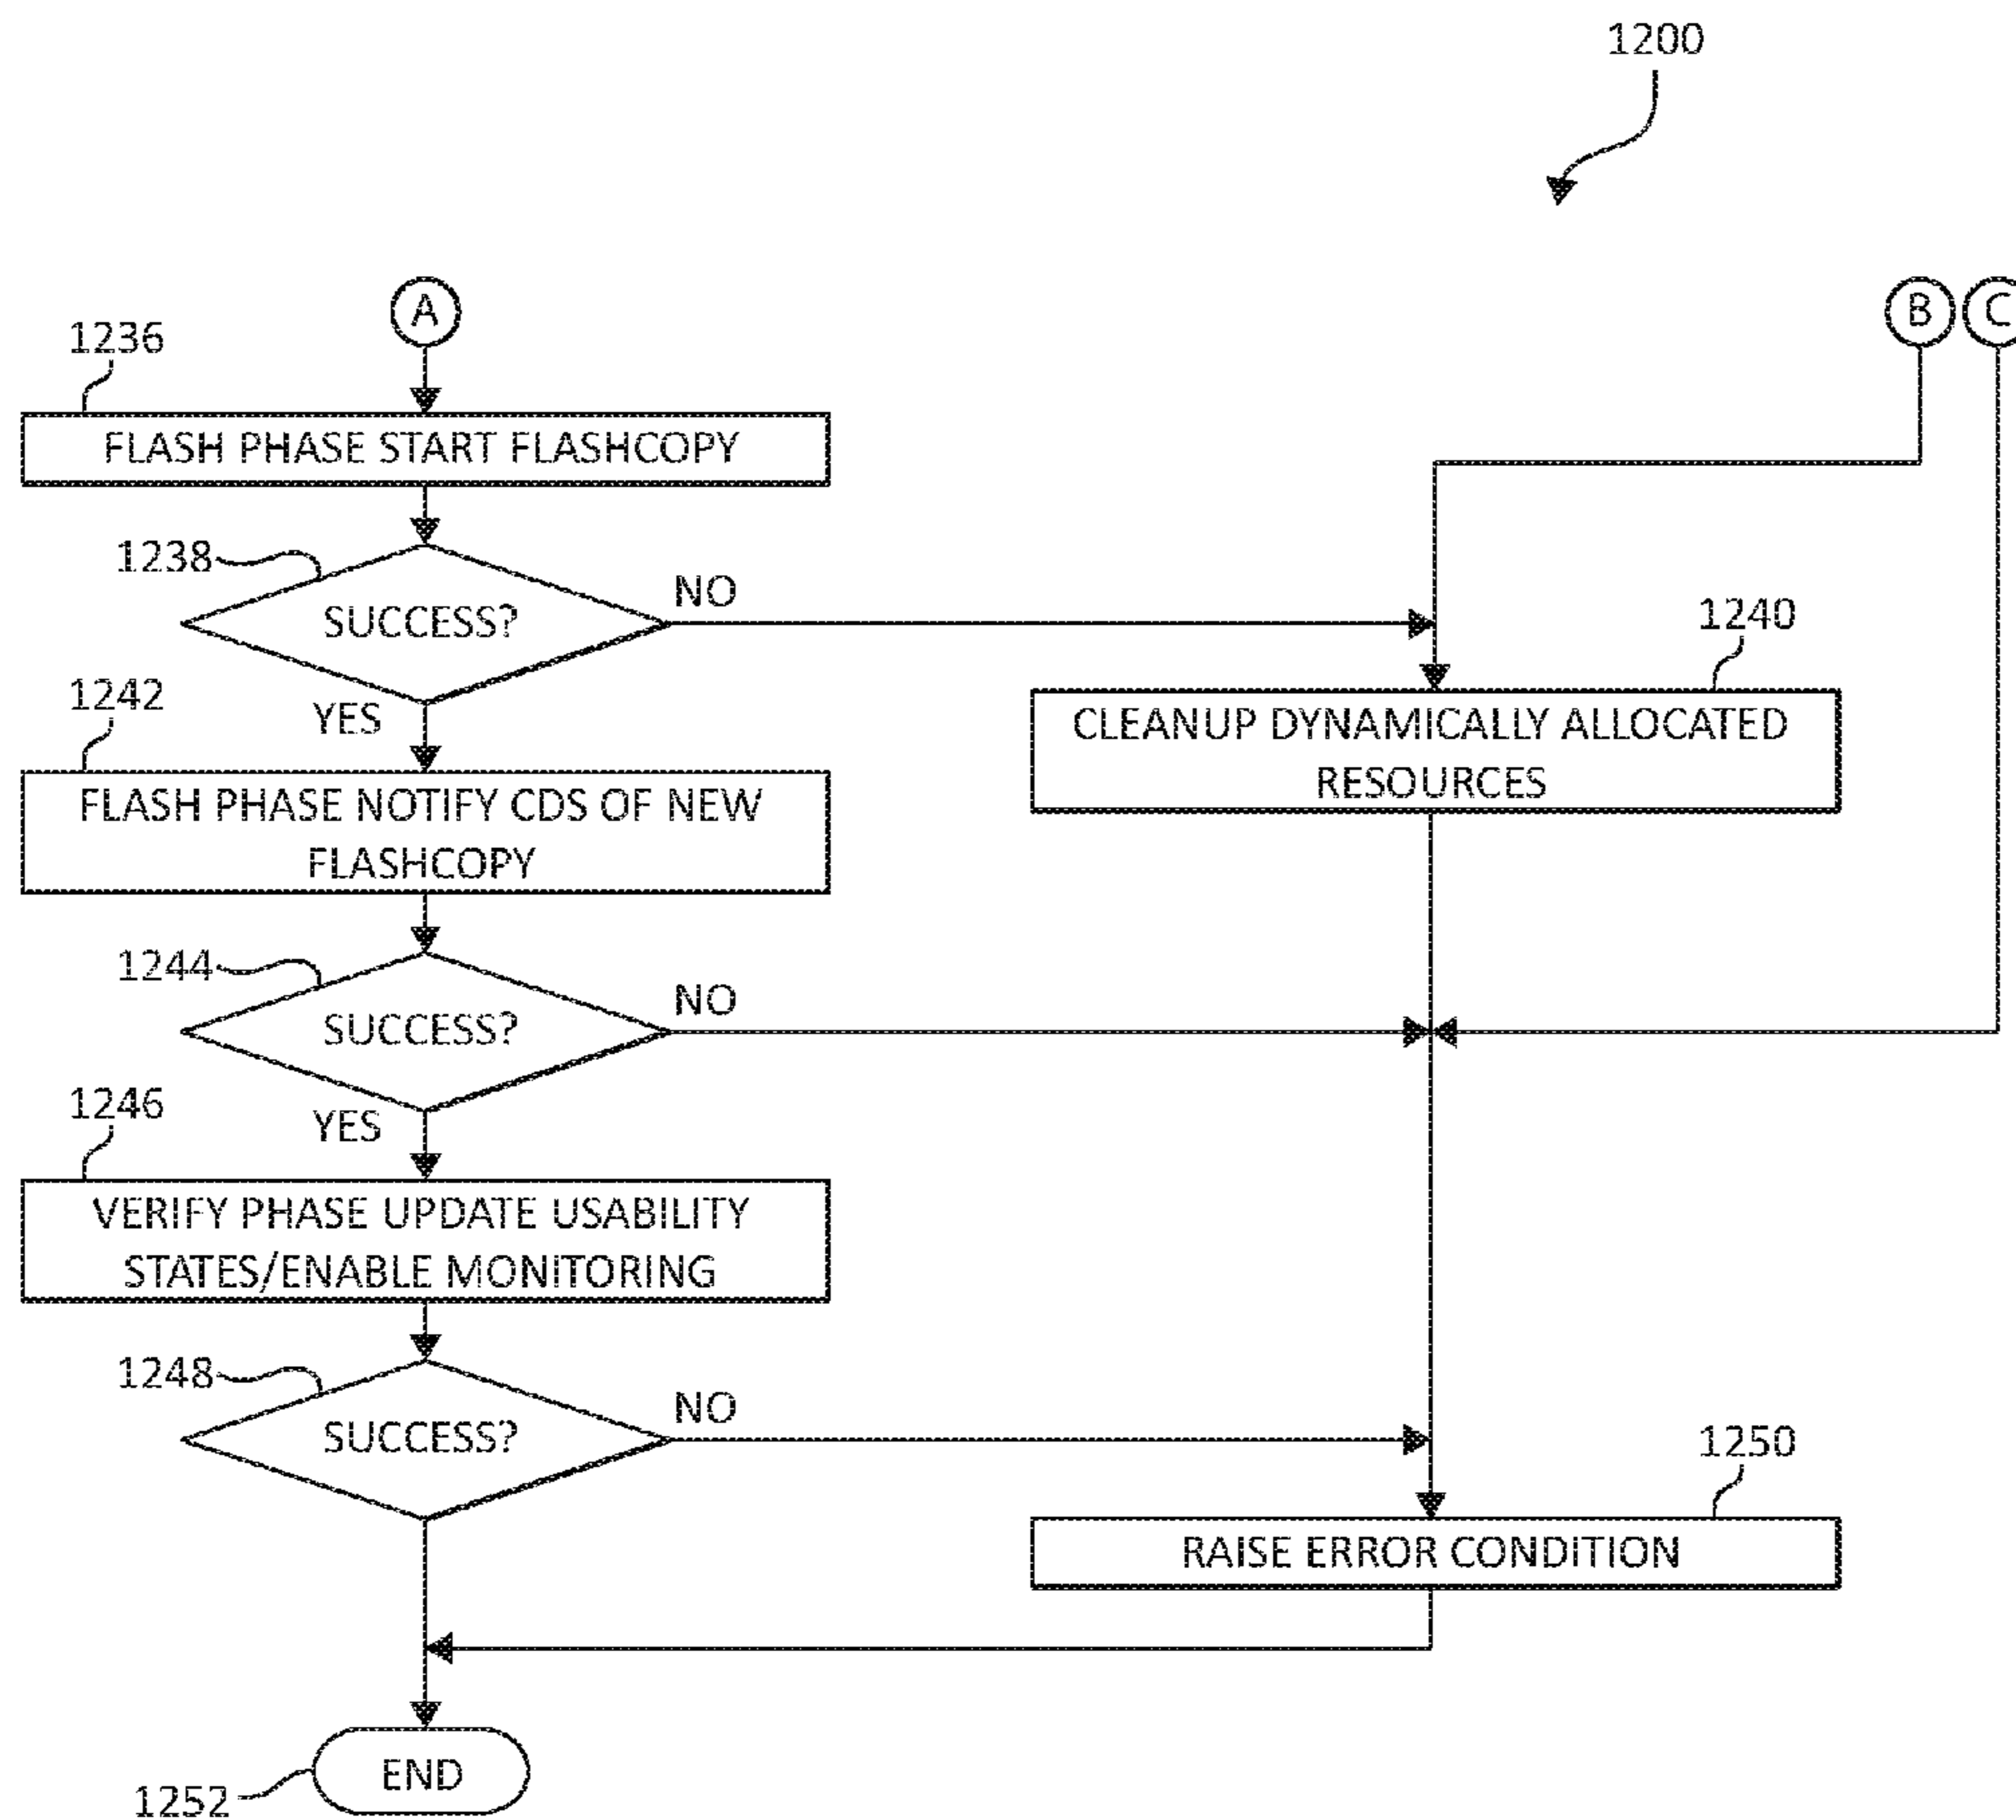 1200
A
B
C
1236
FLASH PHASE START FLASHCOPY
1238
SUCCESS?
NO
1240
YES
1242
CLEANUP DYNAMICALLY ALLOCATED
RESOURCES
FLASH PHASE NOTIFY CDS OF NEW
FLASHCOPY
1244
SUCCESS?
NO
YES
1246
VERIFY PHASE UPDATE USABILITY
STATES/ENABLE MONITORING
1248
SUCCESS?
NO
1250
RAISE ERROR CONDITION
END
1252